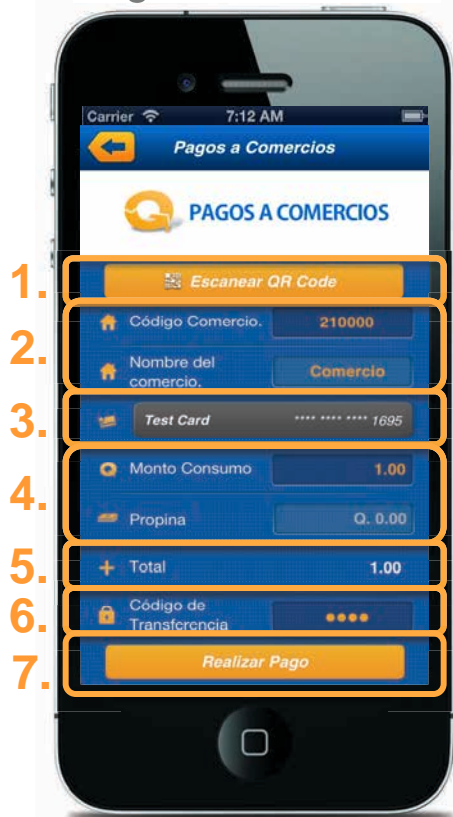 Carrier 7:12 AM
Pagos a Comercios
PAGOS A COMERCIOS
1. Escanear QR Code
2. Código Comercio. 210000
Nombre del
comercio. Comercio
3. Test Card **** **** **** 1695
4. Monto Consumo 1.00
Propina Q. 0.00
5. + Total 1.00
6. Código de
Transferencia ●●●●
7. Realizar Pago